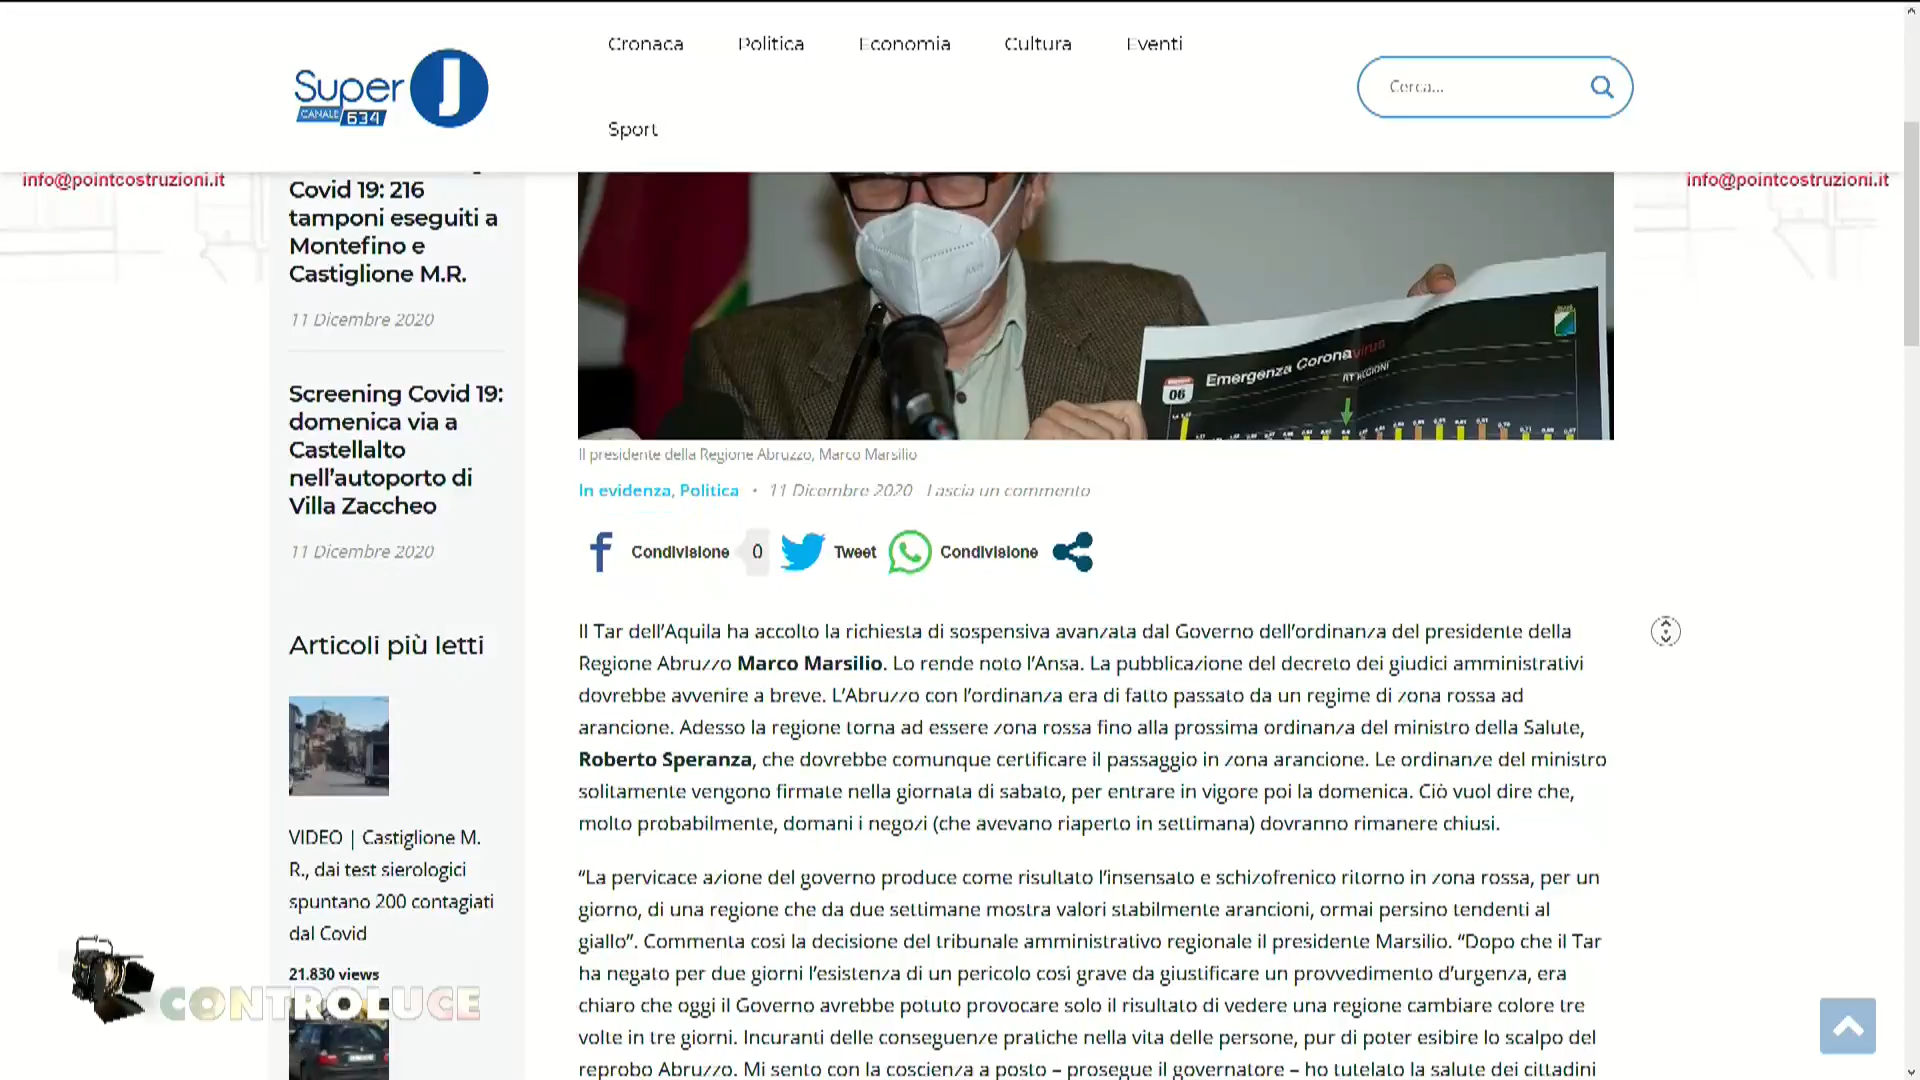 Super J
CANALE 634
Cronaca
Politica
Economia
Cultura
Eventi
Sport
Cerca...
info@pointcostruzioni.it
info@pointcostruzioni.it
Covid 19: 216
tamponi eseguiti a
Montefino e
Castiglione M.R.
11 Dicembre 2020
Screening Covid 19:
domenica via a
Castellalto
nell'autoporto di
Villa Zaccheo
11 Dicembre 2020
Articoli più letti
VIDEO | Castiglione M.
R., dai test sierologici
spuntano 200 contagiati
dal Covid
21.830 views
CONTROLUCE
Emergenza Coronavirus
RT REGIONI
06
Il presidente della Regione Abruzzo, Marco Marsilio
In evidenza, Politica • 11 Dicembre 2020 Lascia un commento
Condivisione 0 Tweet Condivisione
Il Tar dell'Aquila ha accolto la richiesta di sospensiva avanzata dal Governo dell'ordinanza del presidente della
Regione Abruzzo Marco Marsilio. Lo rende noto l'Ansa. La pubblicazione del decreto dei giudici amministrativi
dovrebbe avvenire a breve. L'Abruzzo con l'ordinanza era di fatto passato da un regime di zona rossa ad
arancione. Adesso la regione torna ad essere zona rossa fino alla prossima ordinanza del ministro della Salute,
Roberto Speranza, che dovrebbe comunque certificare il passaggio in zona arancione. Le ordinanze del ministro
solitamente vengono firmate nella giornata di sabato, per entrare in vigore poi la domenica. Ciò vuol dire che,
molto probabilmente, domani i negozi (che avevano riaperto in settimana) dovranno rimanere chiusi.
“La pervicace azione del governo produce come risultato l'insensato e schizofrenico ritorno in zona rossa, per un
giorno, di una regione che da due settimane mostra valori stabilmente arancioni, ormai persino tendenti al
giallo”. Commenta così la decisione del tribunale amministrativo regionale il presidente Marsilio. “Dopo che il Tar
ha negato per due giorni l'esistenza di un pericolo così grave da giustificare un provvedimento d'urgenza, era
chiaro che oggi il Governo avrebbe potuto provocare solo il risultato di vedere una regione cambiare colore tre
volte in tre giorni. Incuranti delle conseguenze pratiche nella vita delle persone, pur di poter esibire lo scalpo del
reprobo Abruzzo. Mi sento con la coscienza a posto – prosegue il governatore – ho tutelato la salute dei cittadini